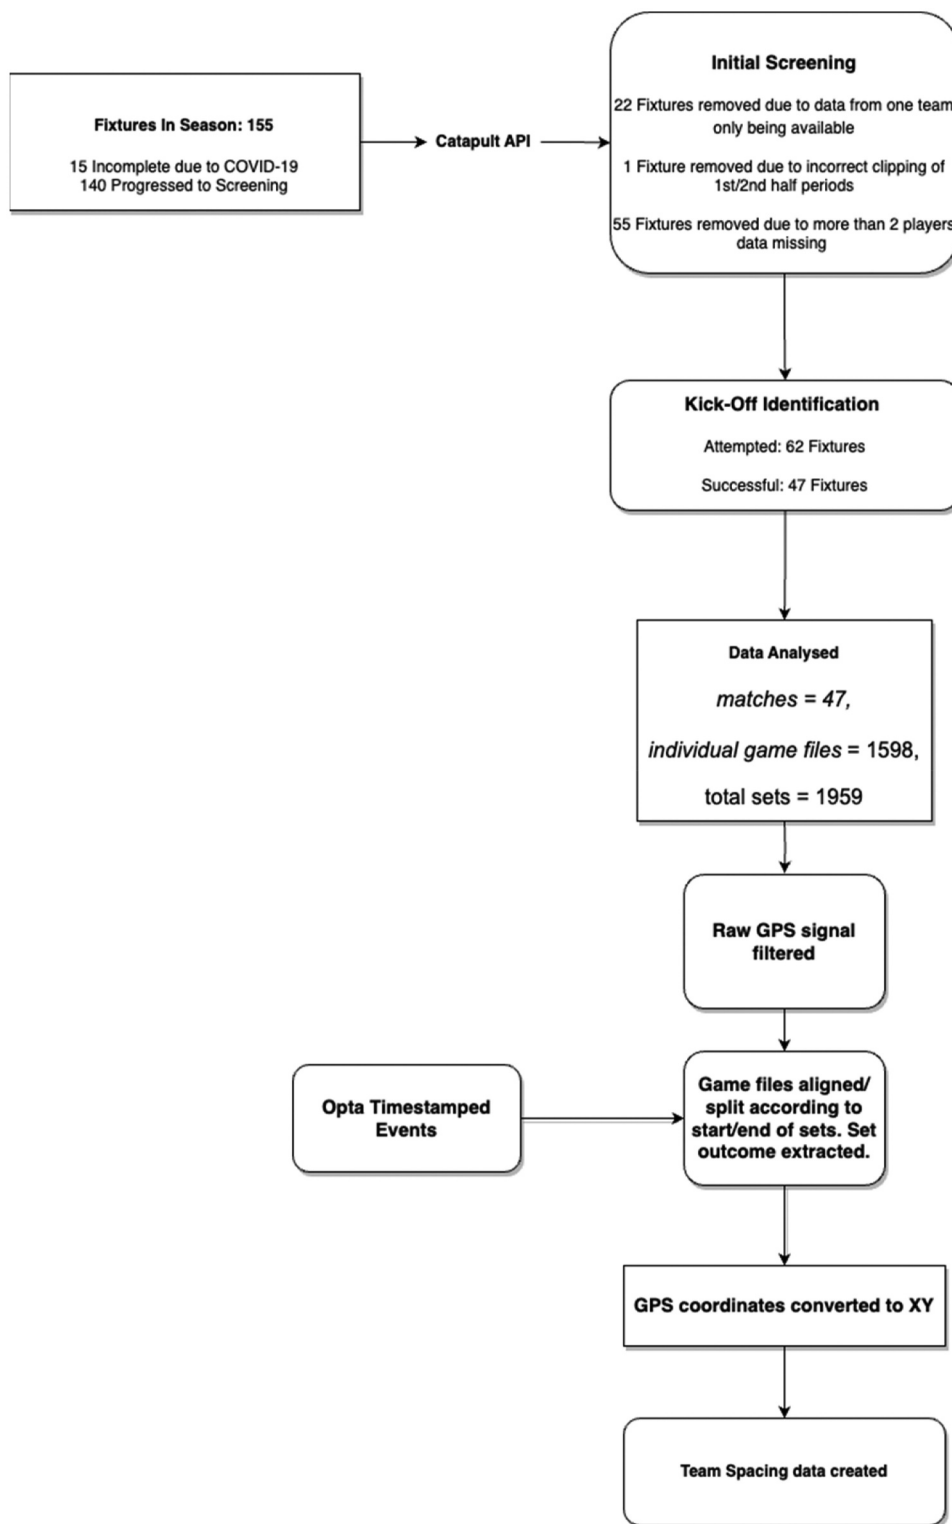 Fixtures In Season: 155
15 Incomplete due to COVID-19
140 Progressed to Screening
Catapult API
Initial Screening
22 Fixtures removed due to data from one team
only being available
1 Fixture removed due to incorrect clipping of
1st/2nd half periods
55 Fixtures removed due to more than 2 players
data missing
Kick-Off Identification
Attempted: 62 Fixtures
Successful: 47 Fixtures
Data Analysed
matches = 47,
individual game files = 1598,
total sets = 1959
Raw GPS signal
filtered
Opta Timestamped
Events
Game files aligned/
split according to
start/end of sets. Set
outcome extracted.
GPS coordinates converted to XY
Team Spacing data created